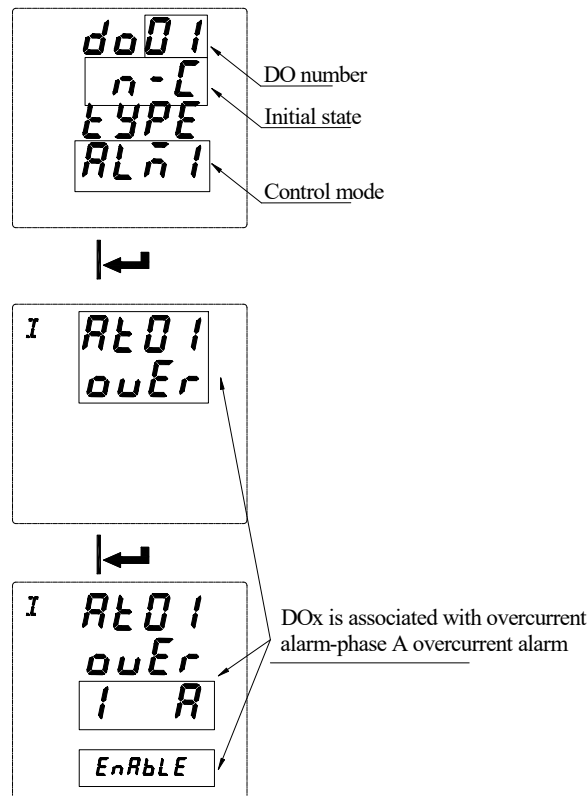 do01
n-C
tYPE
ALm1
DO number
Initial state
Control mode
I
At01
ouEr
I
At01
ouEr
1 A
EnAbLE
DOx is associated with overcurrent
alarm-phase A overcurrent alarm